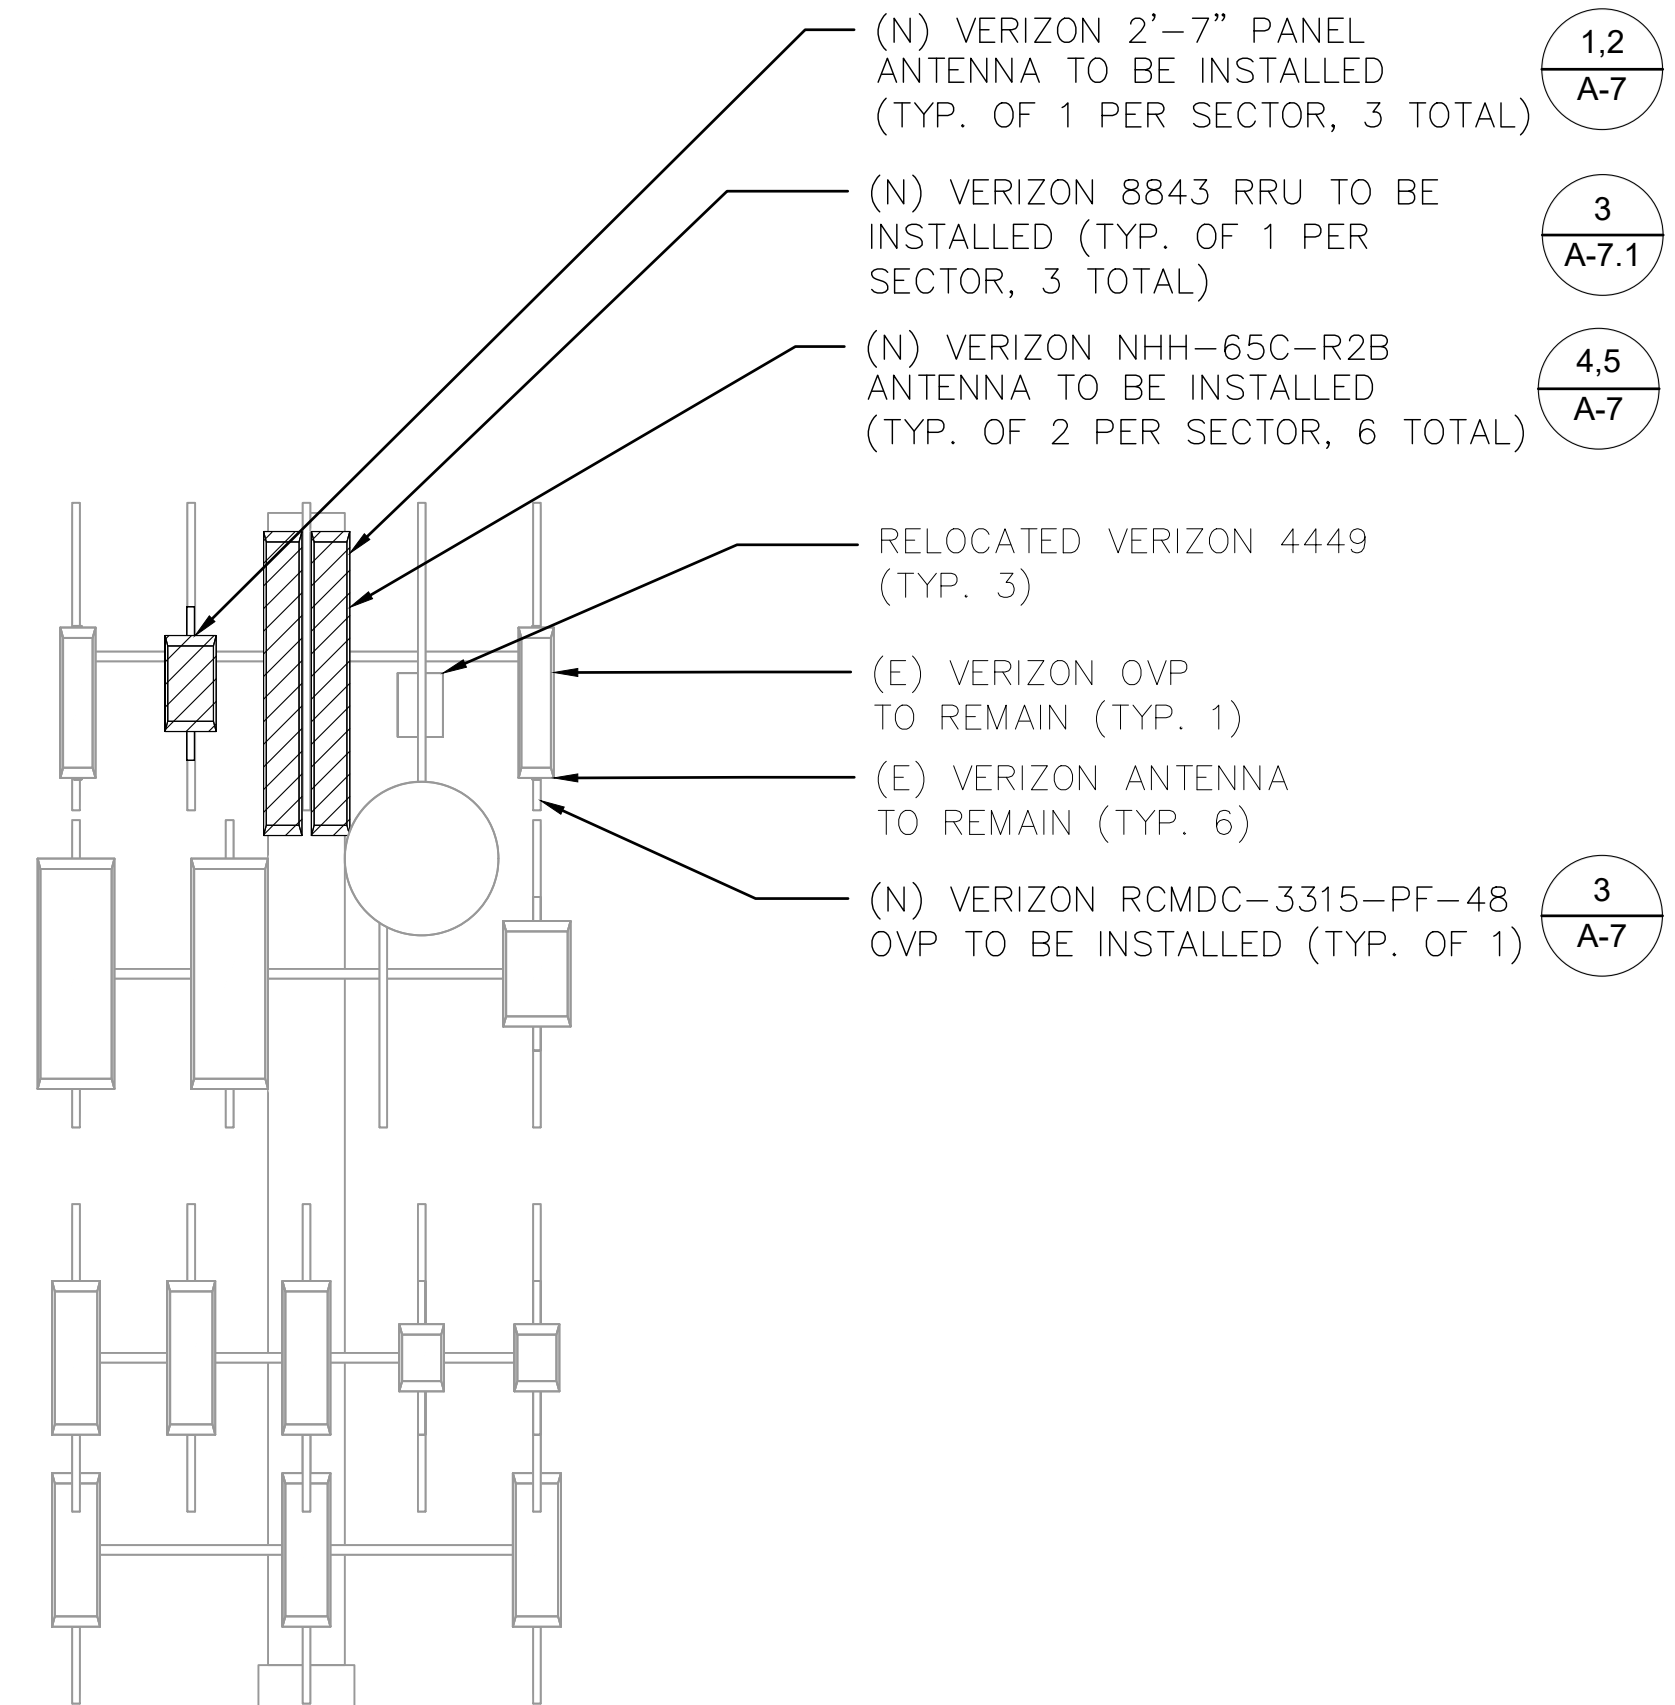 (N) VERIZON 2'-7" PANEL
ANTENNA TO BE INSTALLED
(TYP. OF 1 PER SECTOR, 3 TOTAL)
1,2
A-7
(N) VERIZON 8843 RRU TO BE
INSTALLED (TYP. OF 1 PER
SECTOR, 3 TOTAL)
3
A-7.1
(N) VERIZON NHH-65C-R2B
ANTENNA TO BE INSTALLED
(TYP. OF 2 PER SECTOR, 6 TOTAL)
4,5
A-7
RELOCATED VERIZON 4449
(TYP. 3)
(E) VERIZON OVP
TO REMAIN (TYP. 1)
(E) VERIZON ANTENNA
TO REMAIN (TYP. 6)
(N) VERIZON RCMDC-3315-PF-48
OVP TO BE INSTALLED (TYP. OF 1)
3
A-7